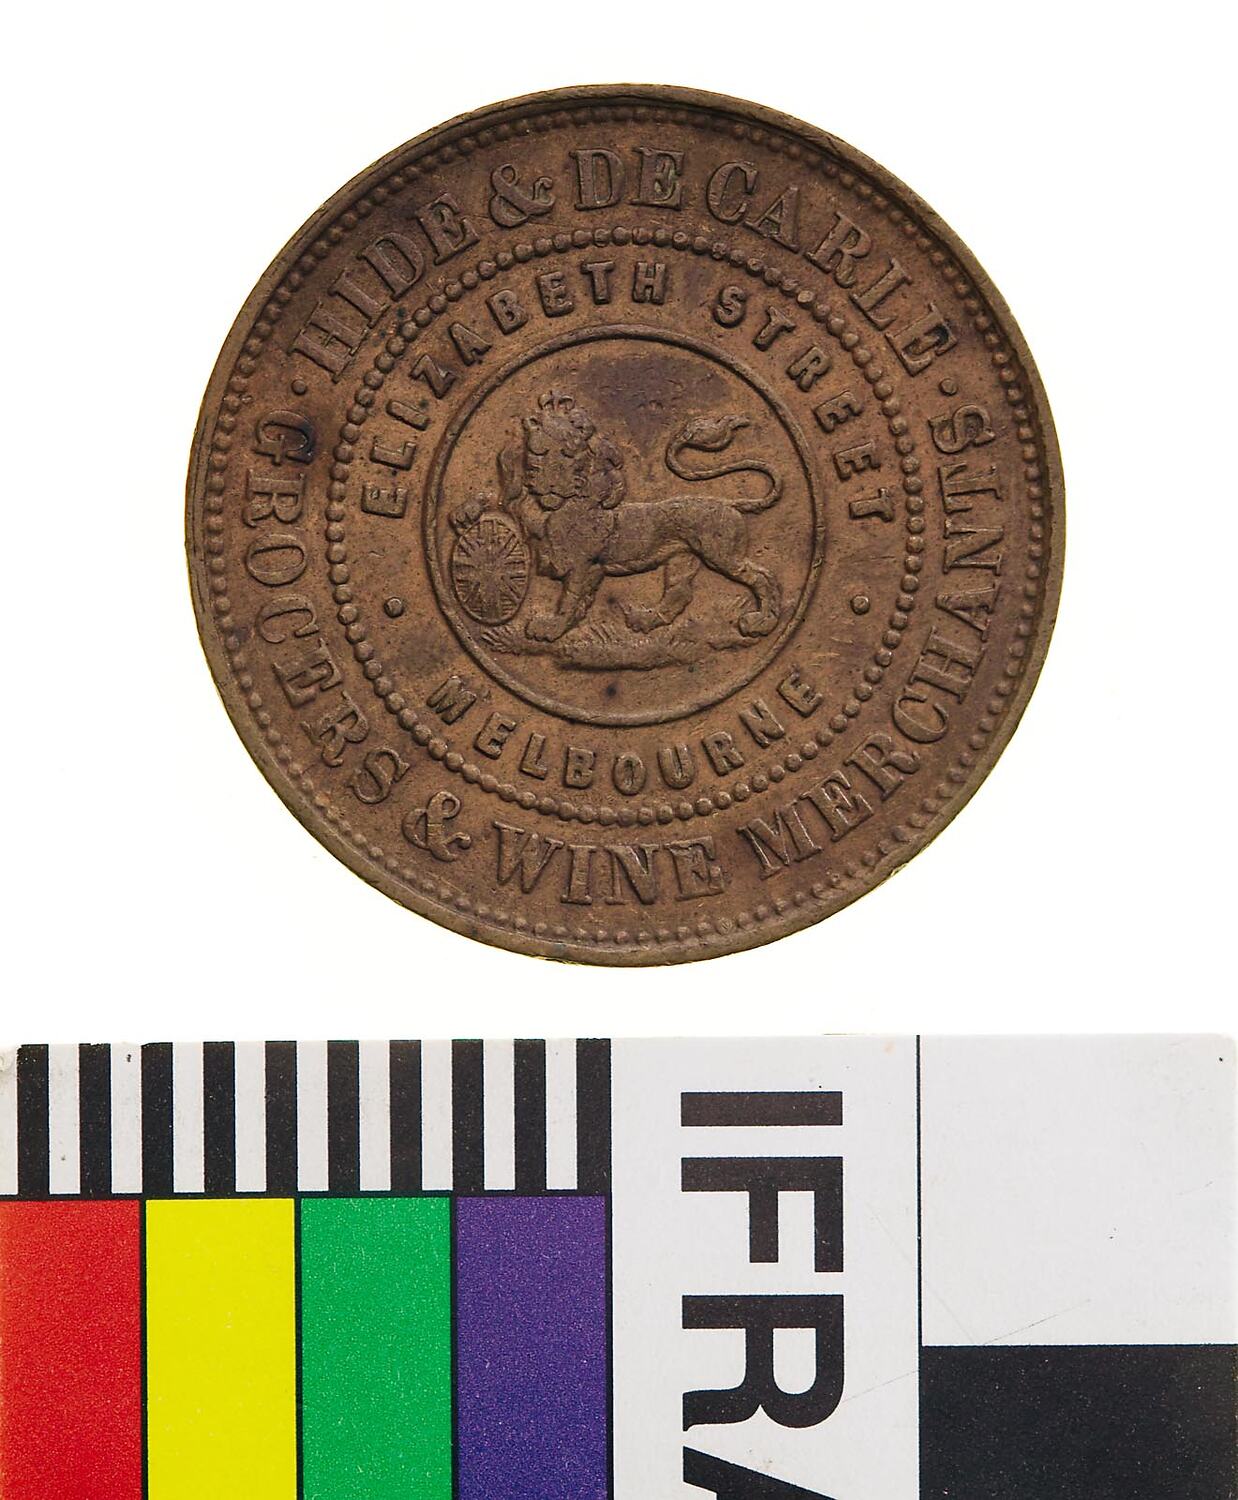 · HIDE & DE CARLE ·
GROCERS & WINE MERCHANTS
ELIZABETH STREET
· MELBOURNE ·
IFRA